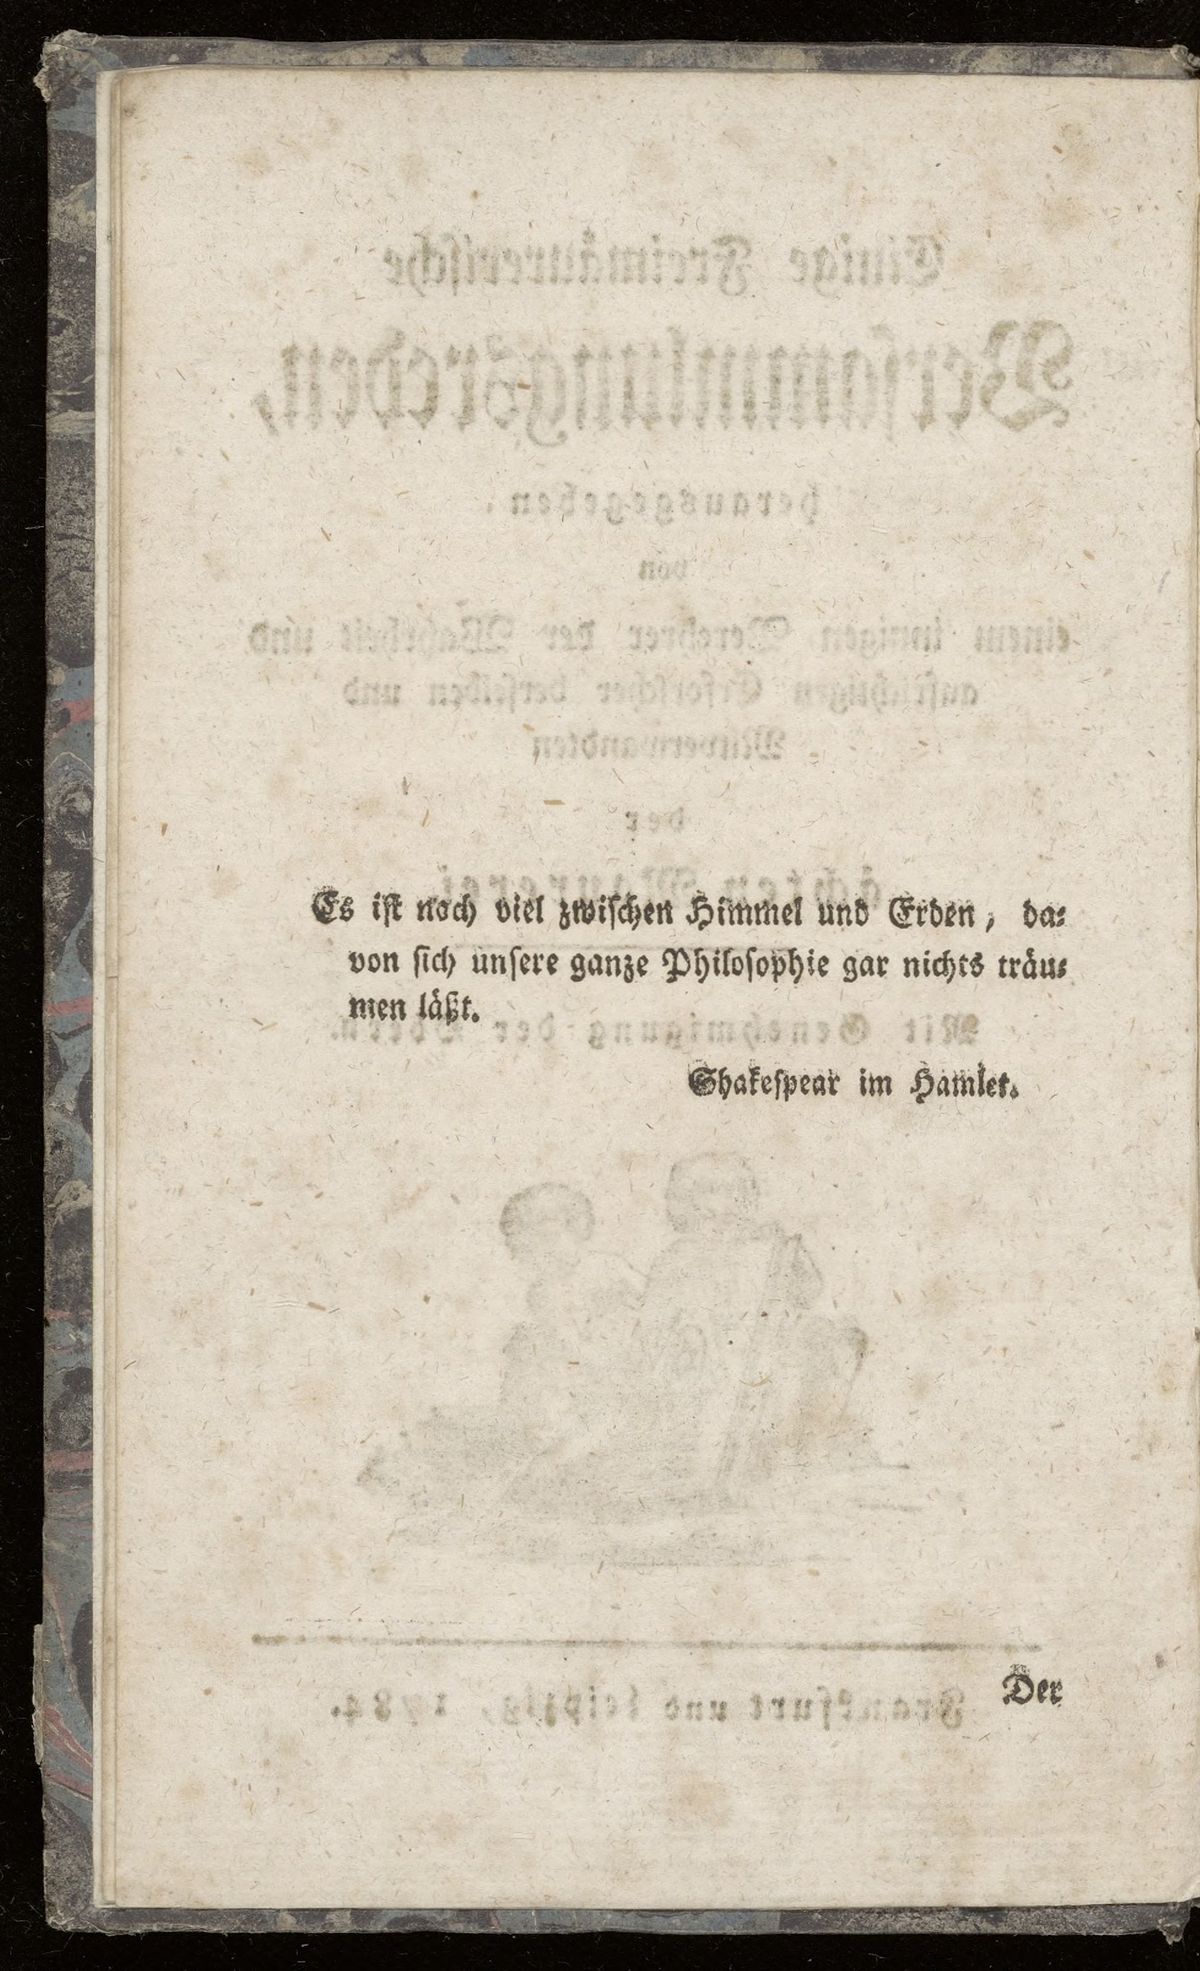 Es iſt noch viel zwiſchen Himmel und Erden, da⸗
von ſich unſere ganze Philoſophie gar nichts träu⸗
men läßt.
Shakeſpear im Hamlet.
Der